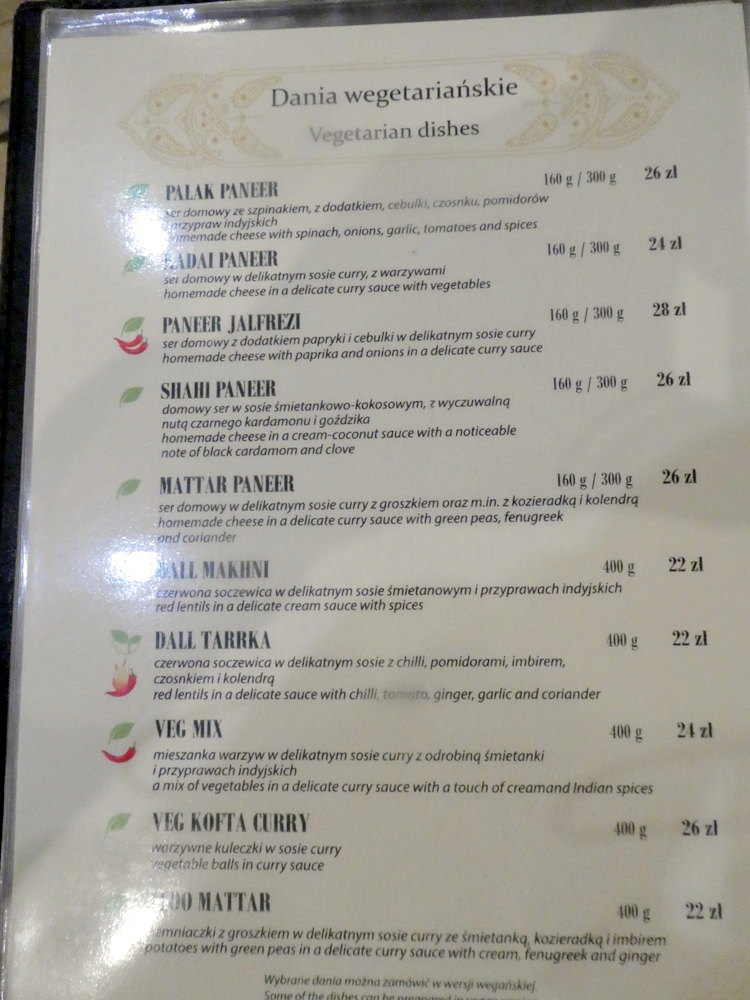 Dania wegetariańskie
Vegetarian dishes
PALAK PANEER 160 g / 300 g 26 zł
ser domowy ze szpinakiem, z dodatkiem, cebulki, czosnku, pomidorów
przypraw indyjskich
homemade cheese with spinach, onions, garlic, tomatoes and spices
KADAI PANEER 160 g / 300 g 24 zł
ser domowy w delikatnym sosie curry, z warzywami
homemade cheese in a delicate curry sauce with vegetables
PANEER JALFREZI 160 g / 300 g 28 zł
ser domowy z dodatkiem papryki i cebulki w delikatnym sosie curry
homemade cheese with paprika and onions in a delicate curry sauce
SHAHI PANEER 160 g / 300 g 26 zł
domowy ser w sosie śmietankowo-kokosowym, z wyczuwalną
nutą czarnego kardamonu i goździka
homemade cheese in a cream-coconut sauce with a noticeable
note of black cardamom and clove
MATTAR PANEER 160 g / 300 g 26 zł
ser domowy w delikatnym sosie curry z groszkiem oraz m.in. z kozieradką i kolendrą
homemade cheese in a delicate curry sauce with green peas, fenugreek
and coriander
DALL MAKHNI 400 g 22 zł
czerwona soczewica w delikatnym sosie śmietanowym i przyprawach indyjskich
red lentils in a delicate cream sauce with spices
DALL TARRKA 400 g 22 zł
czerwona soczewica w delikatnym sosie z chilli, pomidorami, imbirem,
czosnkiem i kolendrą
red lentils in a delicate sauce with chilli, tomato, ginger, garlic and coriander
VEG MIX 400 g 24 zł
mieszanka warzyw w delikatnym sosie curry z odrobiną śmietanki
i przyprawach indyjskich
a mix of vegetables in a delicate curry sauce with a touch of creamand Indian spices
VEG KOFTA CURRY 400 g 26 zł
warzywne kuleczki w sosie curry
vegetable balls in curry sauce
ALOO MATTAR 400 g 22 zł
ziemniaczki z groszkiem w delikatnym sosie curry ze śmietanką, kozieradką i imbirem
potatoes with green peas in a delicate curry sauce with cream, fenugreek and ginger
Wybrane dania można zamówić w wersji wegańskiej
Some of the dishes can be prepared in